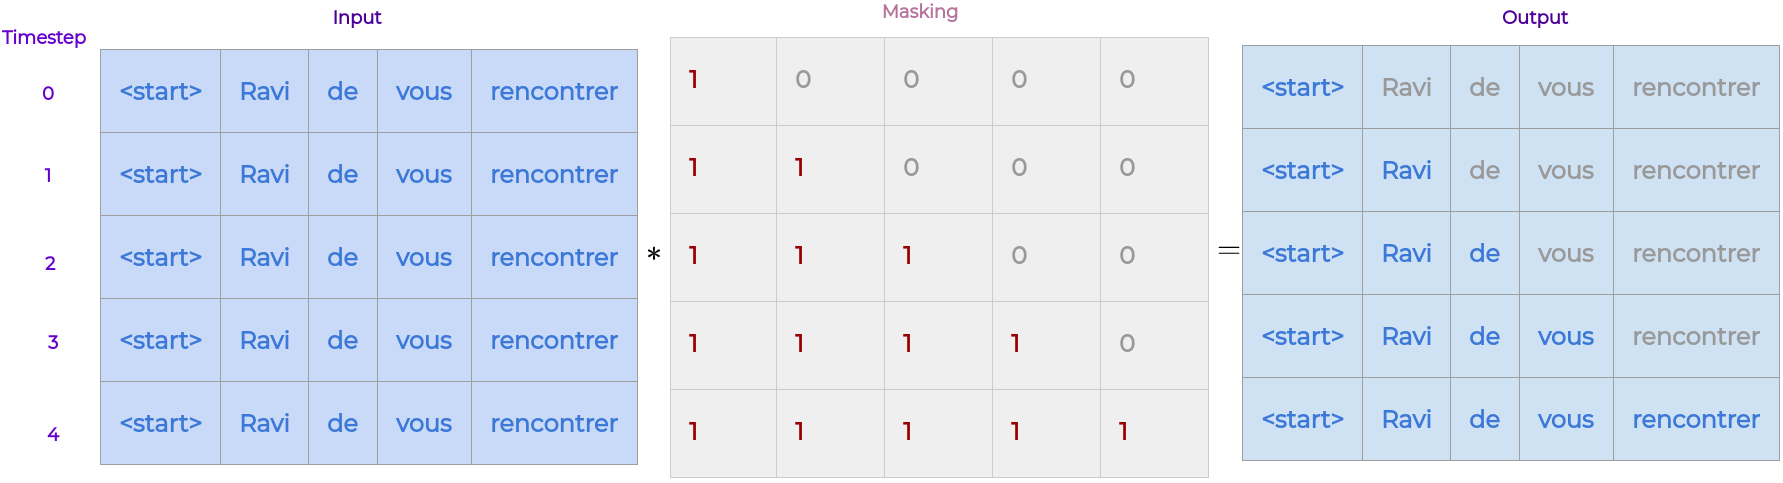 Input Masking Output
Timestep
0 <start> Ravi de vous rencontrer 1 0 0 0 0 <start> Ravi de vous rencontrer
1 <start> Ravi de vous rencontrer 1 1 0 0 0 <start> Ravi de vous rencontrer
2 <start> Ravi de vous rencontrer * 1 1 1 0 0 = <start> Ravi de vous rencontrer
3 <start> Ravi de vous rencontrer 1 1 1 1 0 <start> Ravi de vous rencontrer
4 <start> Ravi de vous rencontrer 1 1 1 1 1 <start> Ravi de vous rencontrer